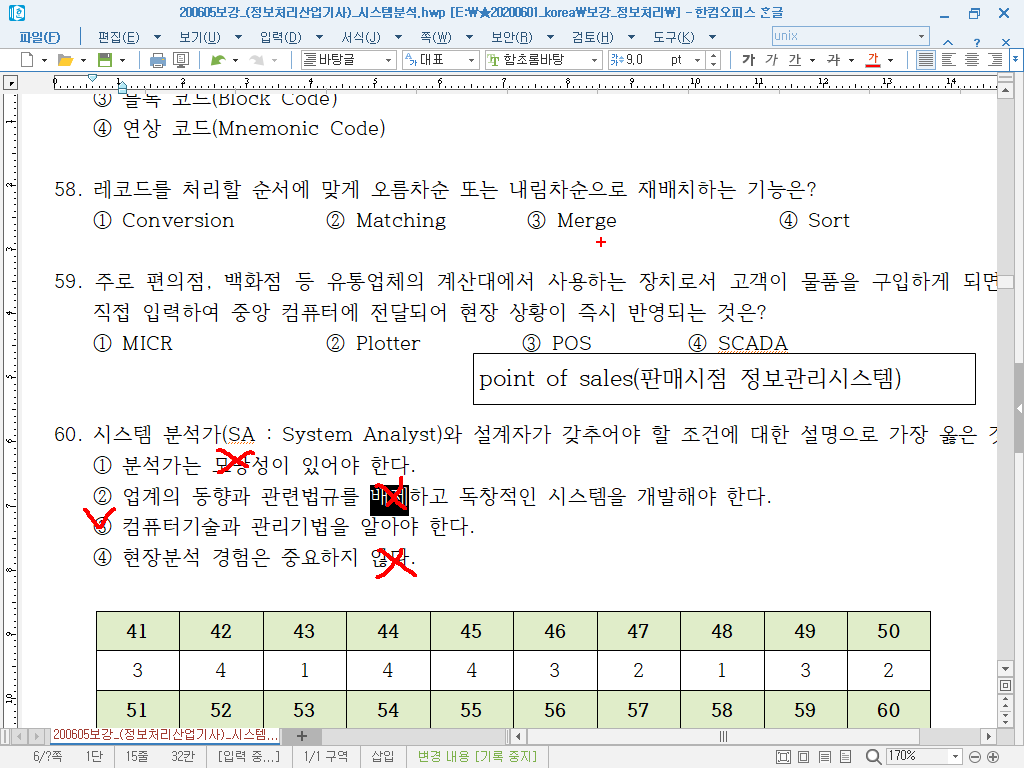 200605보강_(정보처리산업기사)_시스템분석.hwp [E:\★20200601_korea\보강_정보처리\] - 한컴오피스 흔글
파일(F) 편집(E) 보기(U) 입력(D) 서식(J) 쪽(W) 보안(R) 검토(H) 도구(K) unix
바탕글 대표 함초롬바탕 9,0 pt 가 가 가 가 가
1 2 3 4 5 6 7 8 9 10 11 12 13 14
③ 블록 코드(Block Code)
④ 연상 코드(Mnemonic Code)
58. 레코드를 처리할 순서에 맞게 오름차순 또는 내림차순으로 재배치하는 기능은?
① Conversion ② Matching ③ Merge ④ Sort
59. 주로 편의점, 백화점 등 유통업체의 계산대에서 사용하는 장치로서 고객이 물품을 구입하게 되면
직접 입력하여 중앙 컴퓨터에 전달되어 현장 상황이 즉시 반영되는 것은?
① MICR ② Plotter ③ POS ④ SCADA
point of sales(판매시점 정보관리시스템)
60. 시스템 분석가(SA : System Analyst)와 설계자가 갖추어야 할 조건에 대한 설명으로 가장 옳은
① 분석가는 모방성이 있어야 한다.
② 업계의 동향과 관련법규를 배제하고 독창적인 시스템을 개발해야 한다.
③ 컴퓨터기술과 관리기법을 알아야 한다.
④ 현장분석 경험은 중요하지 않다.
41 42 43 44 45 46 47 48 49 50
3 4 1 4 4 3 2 1 3 2
51 52 53 54 55 56 57 58 59 60
200605보강_(정보처리산업기사)_시스템...
6/?쪽 1단 15줄 32칸 [입력 중...] 1/1 구역 삽입 변경 내용 [기록 중지] 170%